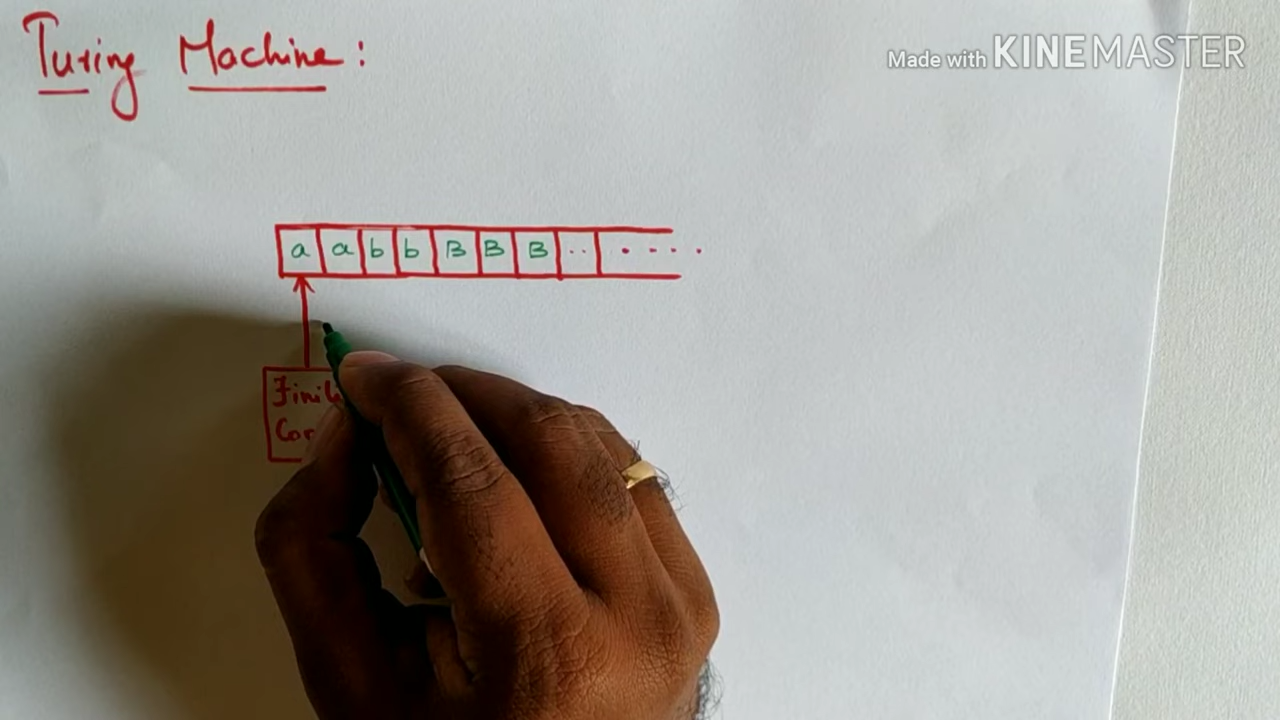 Turing Machine:
Made with KINEMASTER
a a b b B B B .. . . . . .